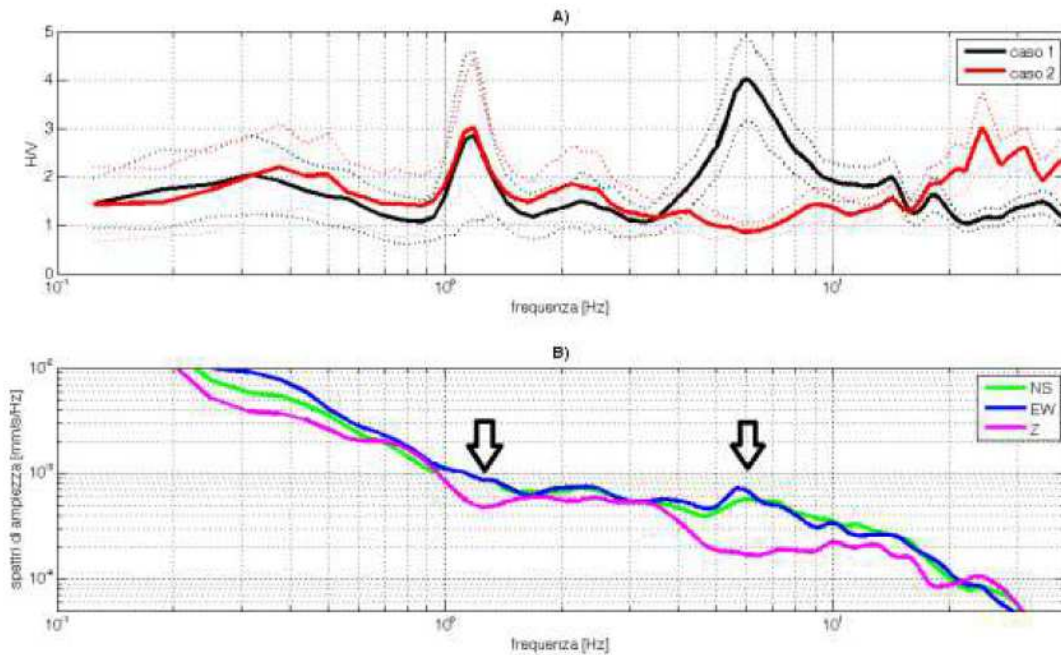 A)
5
4
3
2
1
0
H/V
caso 1
caso 2
10⁻¹
10⁰
10¹
frequenza [Hz]
B)
10⁻²
10⁻³
10⁻⁴
spettri di ampiezza [mm/s/Hz]
NS
EW
Z
10⁻¹
10⁰
10¹
frequenza [Hz]